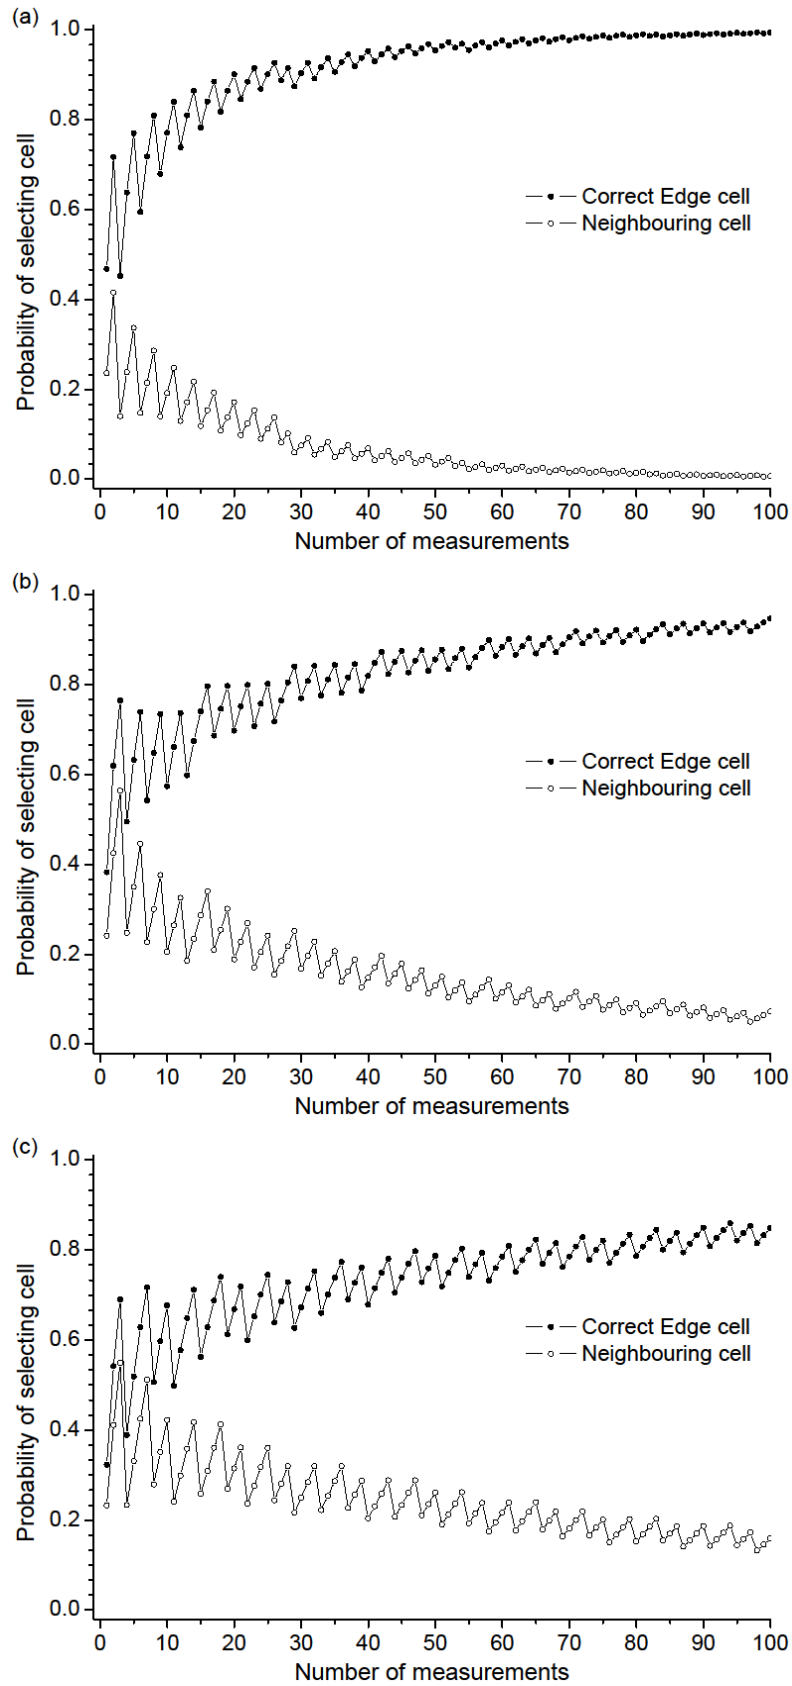 (a)
1.0
0.8
0.6
0.4
0.2
0.0
Probability of selecting cell
Correct Edge cell
Neighbouring cell
0 10 20 30 40 50 60 70 80 90 100
Number of measurements
(b)
1.0
0.8
0.6
0.4
0.2
0.0
Probability of selecting cell
Correct Edge cell
Neighbouring cell
0 10 20 30 40 50 60 70 80 90 100
Number of measurements
(c)
1.0
0.8
0.6
0.4
0.2
0.0
Probability of selecting cell
Correct Edge cell
Neighbouring cell
0 10 20 30 40 50 60 70 80 90 100
Number of measurements